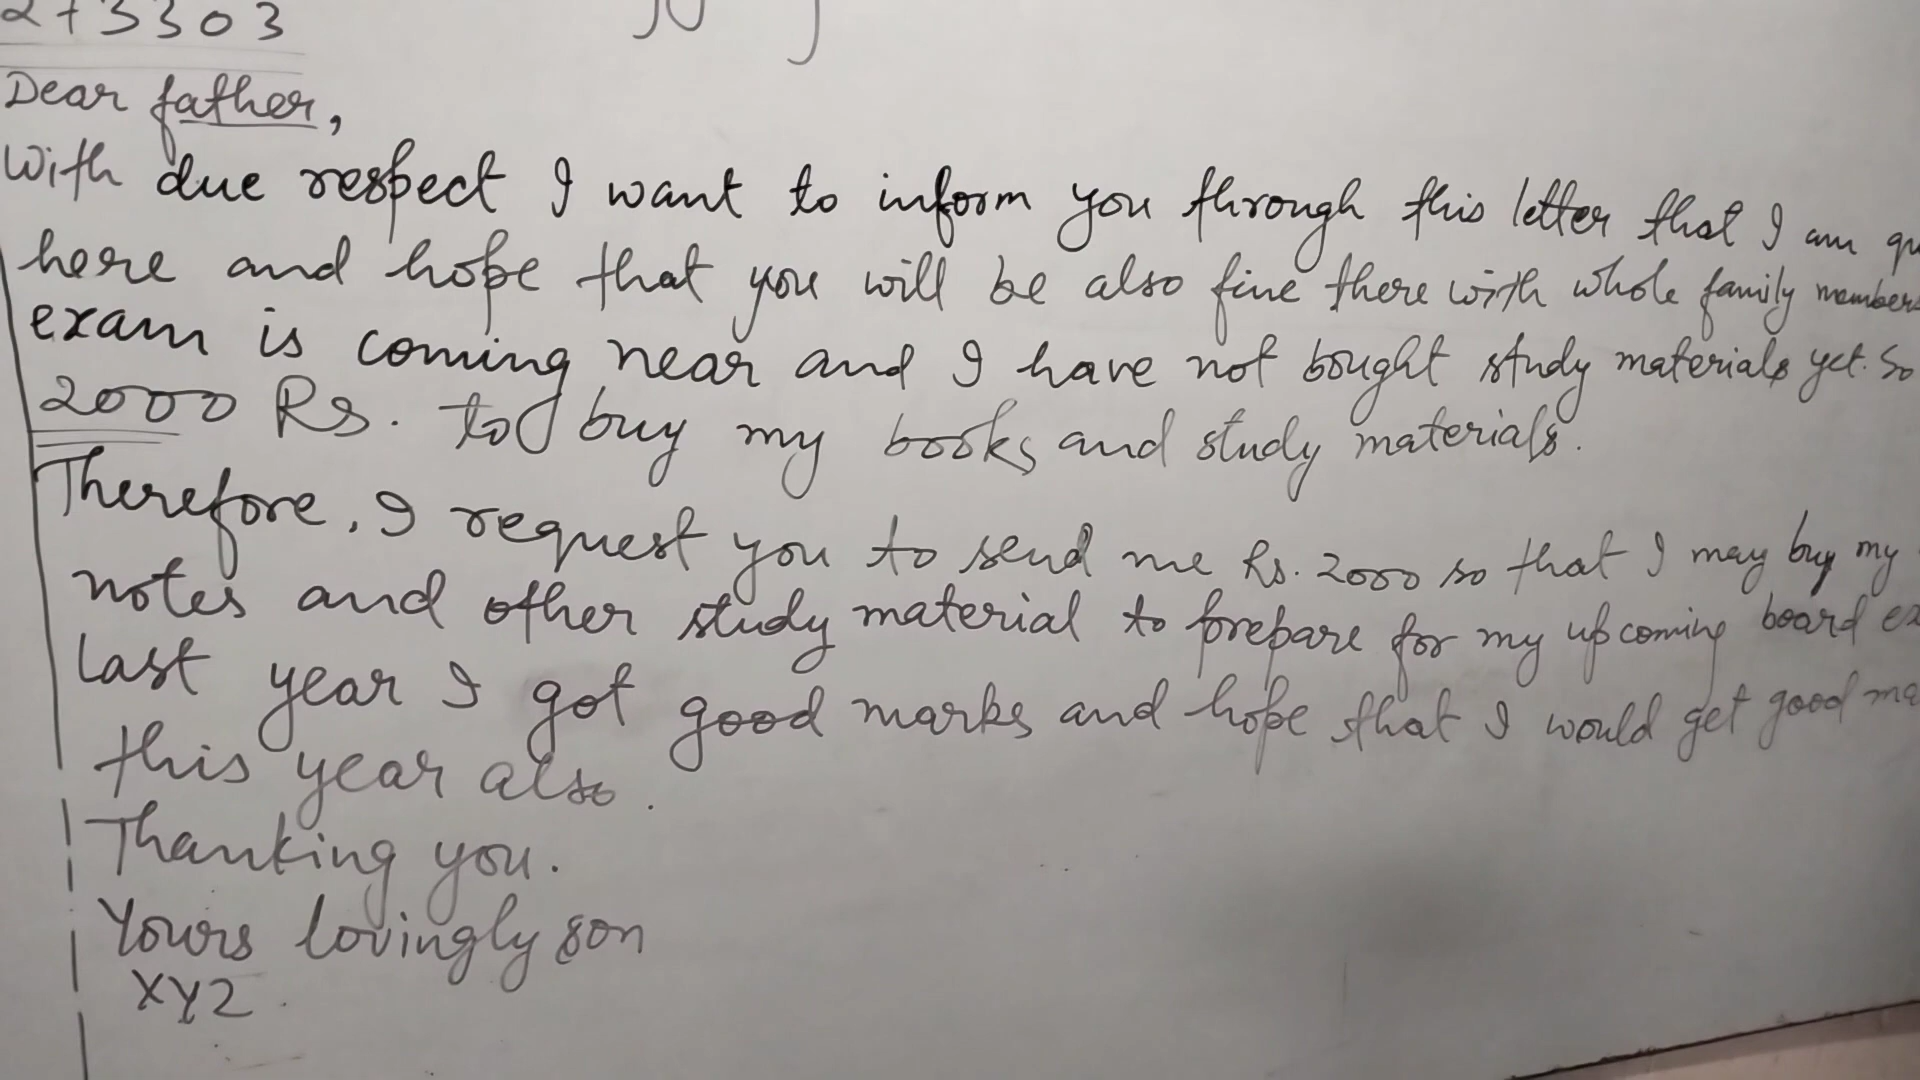 273303
Dear father,
With due respect I want to inform you through this letter that I am
here and hope that you will be also fine there with whole family members
exam is coming near and I have not bought study materials yet. So
2000 Rs. to buy my books and study materials.
Therefore, I request you to send me Rs. 2000 so that I may buy my
notes and other study material to prepare for my upcoming board
last year I got good marks and hope that I would get good
this year also.
Thanking you.
Yours lovingly son
XYZ.